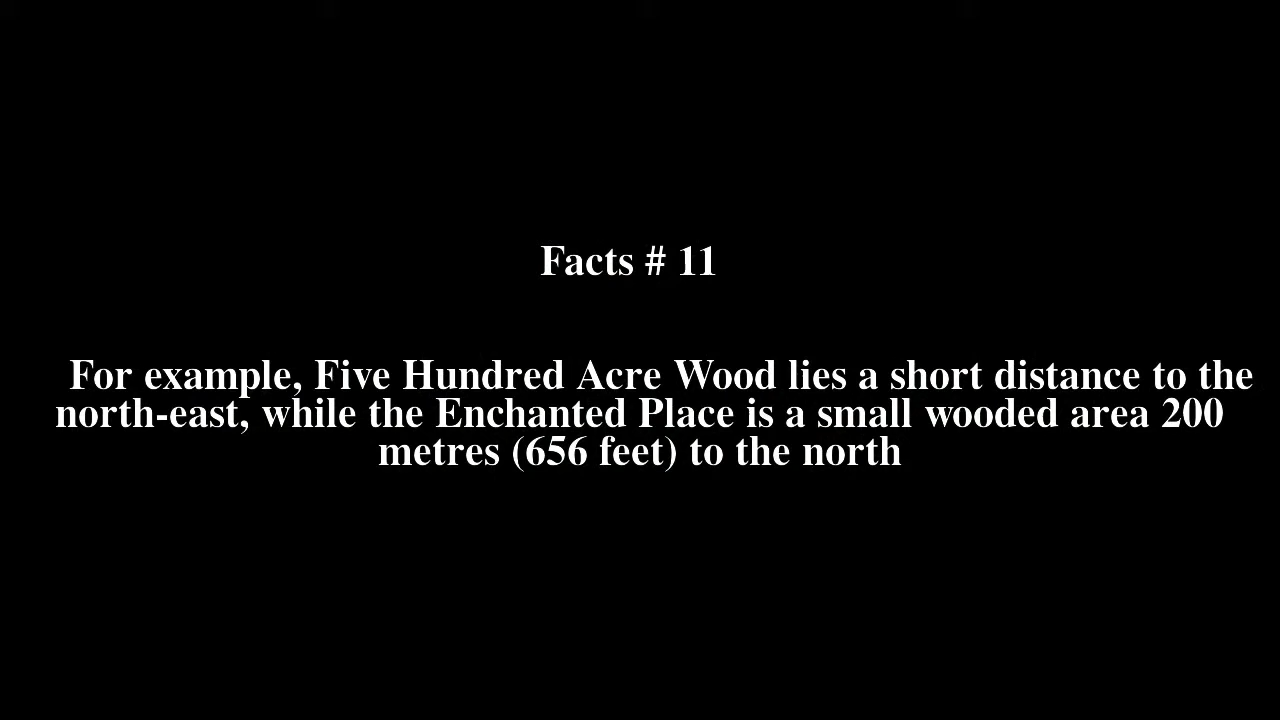 Facts # 11
For example, Five Hundred Acre Wood lies a short distance to the
north-east, while the Enchanted Place is a small wooded area 200
metres (656 feet) to the north